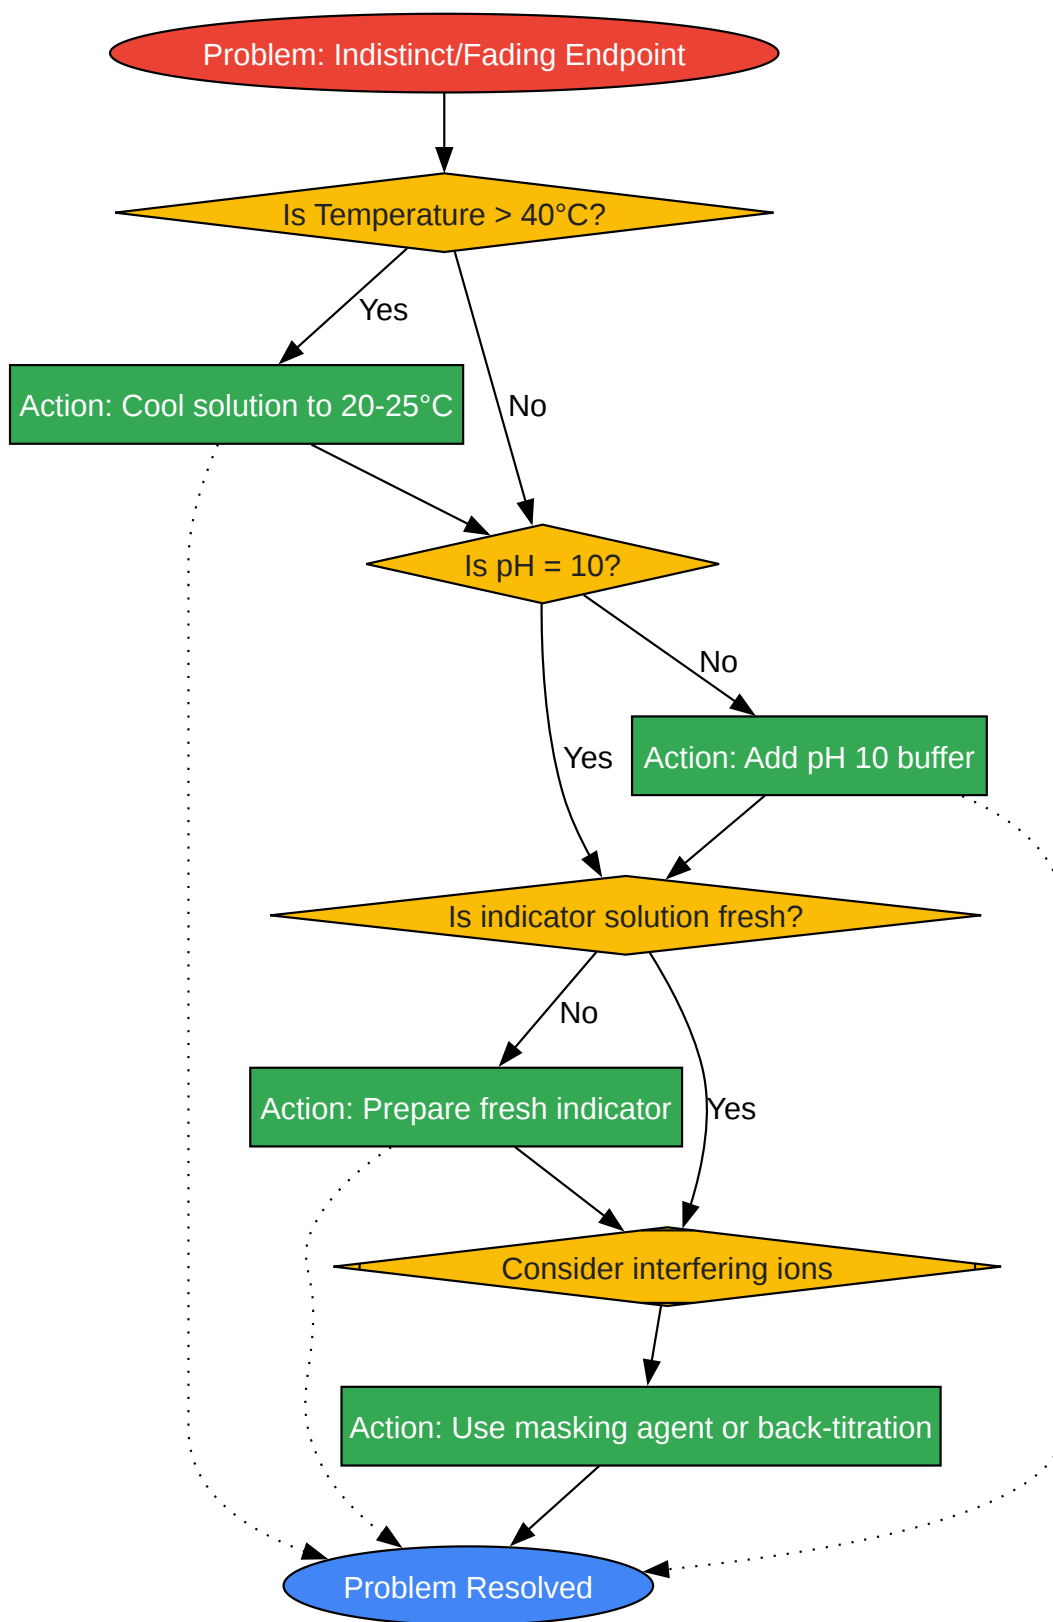 Problem: Indistinct/Fading Endpoint
Is Temperature > 40°C?
Yes
Action: Cool solution to 20-25°C
No
Is pH = 10?
No
Yes
Action: Add pH 10 buffer
Is indicator solution fresh?
No
Action: Prepare fresh indicator
Yes
Consider interfering ions
Action: Use masking agent or back-titration
Problem Resolved